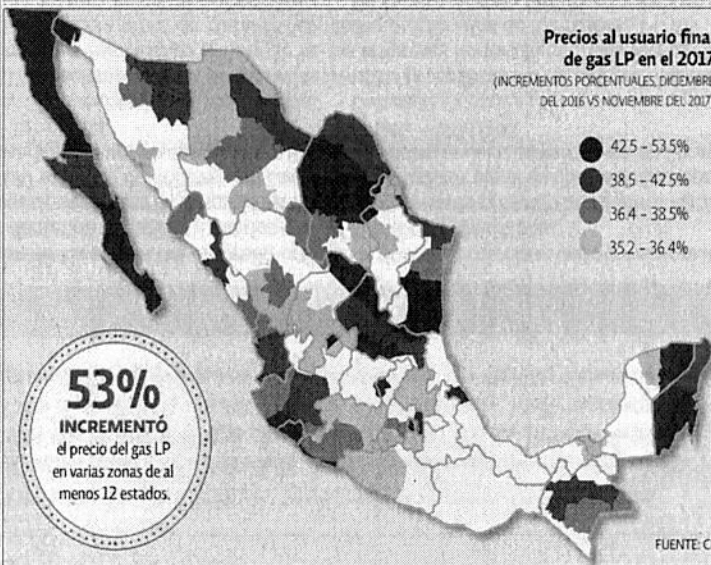 Precios al usuario fina
de gas LP en el 2017
(INCREMENTOS PORCENTUALES, DICIEMBRE
DEL 2016 VS NOVIEMBRE DEL 2017
42.5 - 53.5%
38.5 - 42.5%
36.4 - 38.5%
35.2 - 36.4%
53%
INCREMENTÓ
el precio del gas LP
en varias zonas de al
menos 12 estados.
FUENTE: C